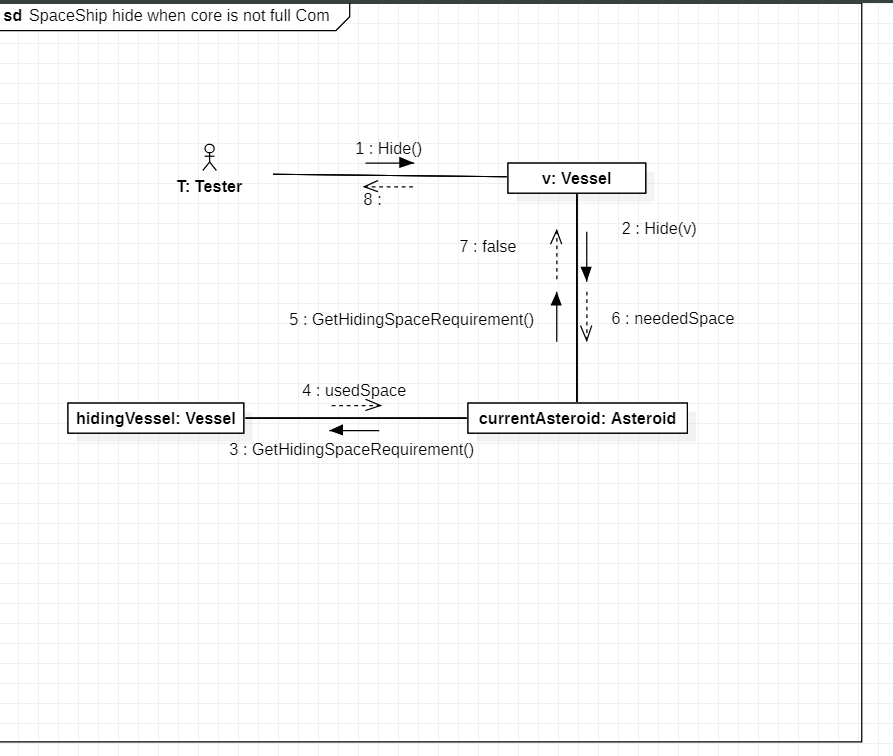 sd SpaceShip hide when core is not full Com
1 : Hide()
T: Tester
v: Vessel
8 :
2 : Hide(v)
7 : false
5 : GetHidingSpaceRequirement()
6 : neededSpace
4 : usedSpace
hidingVessel: Vessel
currentAsteroid: Asteroid
3 : GetHidingSpaceRequirement()